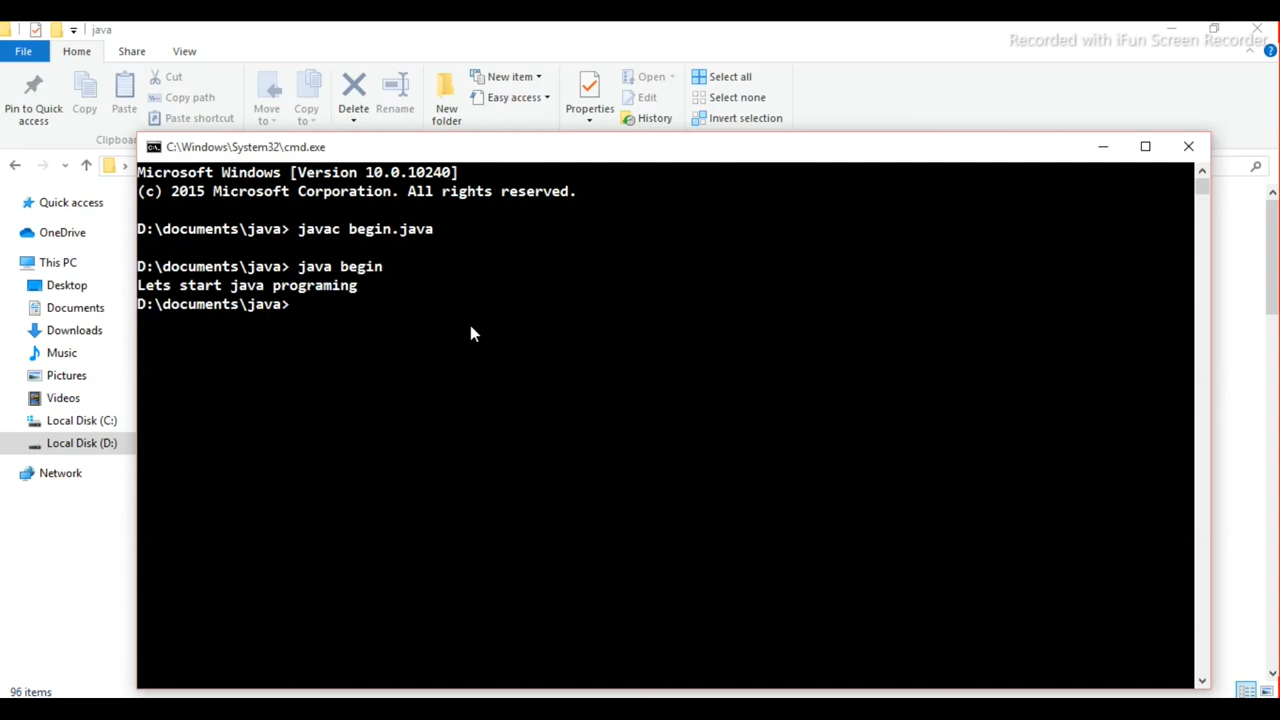 java
Recorded with iFun Screen Recorder
File Home Share View
Pin to Quick access
Copy
Paste
Cut
Copy path
Paste shortcut
Move to
Copy to
Delete
Rename
New folder
New item
Easy access
Properties
Open
Edit
History
Select all
Select none
Invert selection
Clipboar
C:\Windows\System32\cmd.exe
Microsoft Windows [Version 10.0.10240]
(c) 2015 Microsoft Corporation. All rights reserved.
D:\documents\java> javac begin.java
D:\documents\java> java begin
Lets start java programing
D:\documents\java>
Quick access
OneDrive
This PC
Desktop
Documents
Downloads
Music
Pictures
Videos
Local Disk (C:)
Local Disk (D:)
Network
96 items